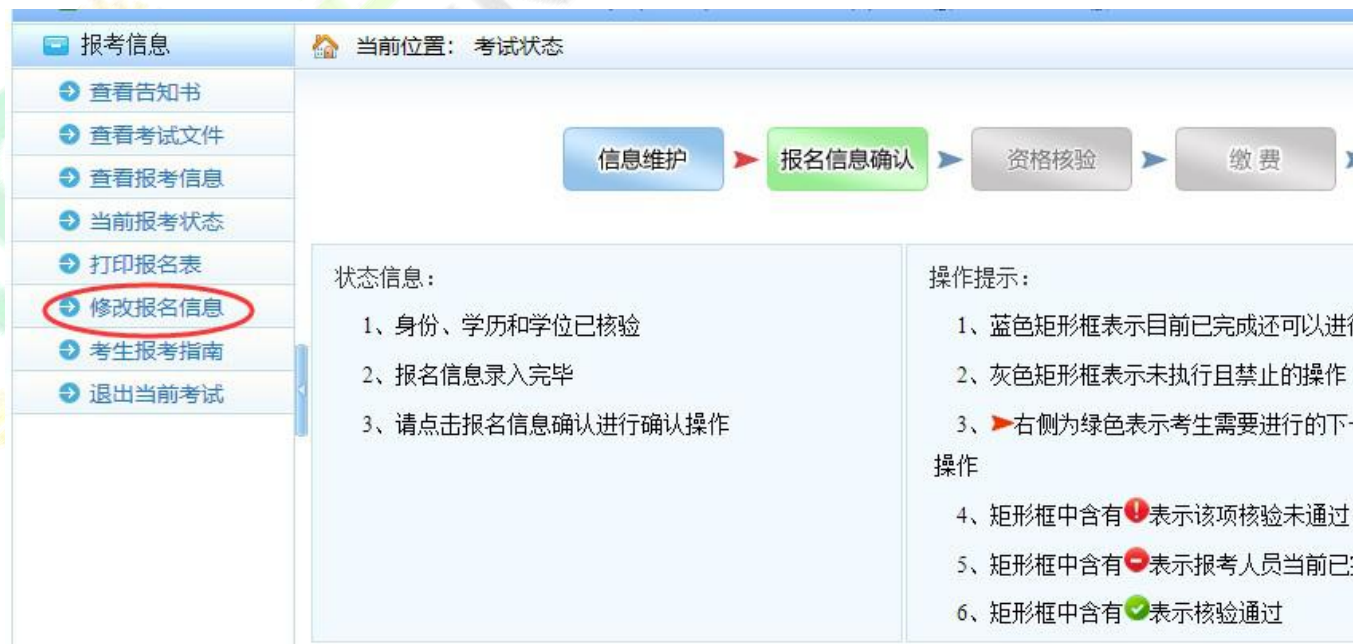 报考信息
当前位置： 考试状态
查看告知书
查看考试文件
查看报考信息
当前报考状态
打印报名表
修改报名信息
考生报考指南
退出当前考试
信息维护
报名信息确认
资格核验
缴 费
状态信息：
1、身份、学历和学位已核验
2、报名信息录入完毕
3、请点击报名信息确认进行确认操作
操作提示：
1、蓝色矩形框表示目前已完成还可以进行
2、灰色矩形框表示未执行且禁止的操作
3、右侧为绿色表示考生需要进行的下一
操作
4、矩形框中含有表示该项核验未通过
5、矩形框中含有表示报考人员当前已
6、矩形框中含有表示核验通过